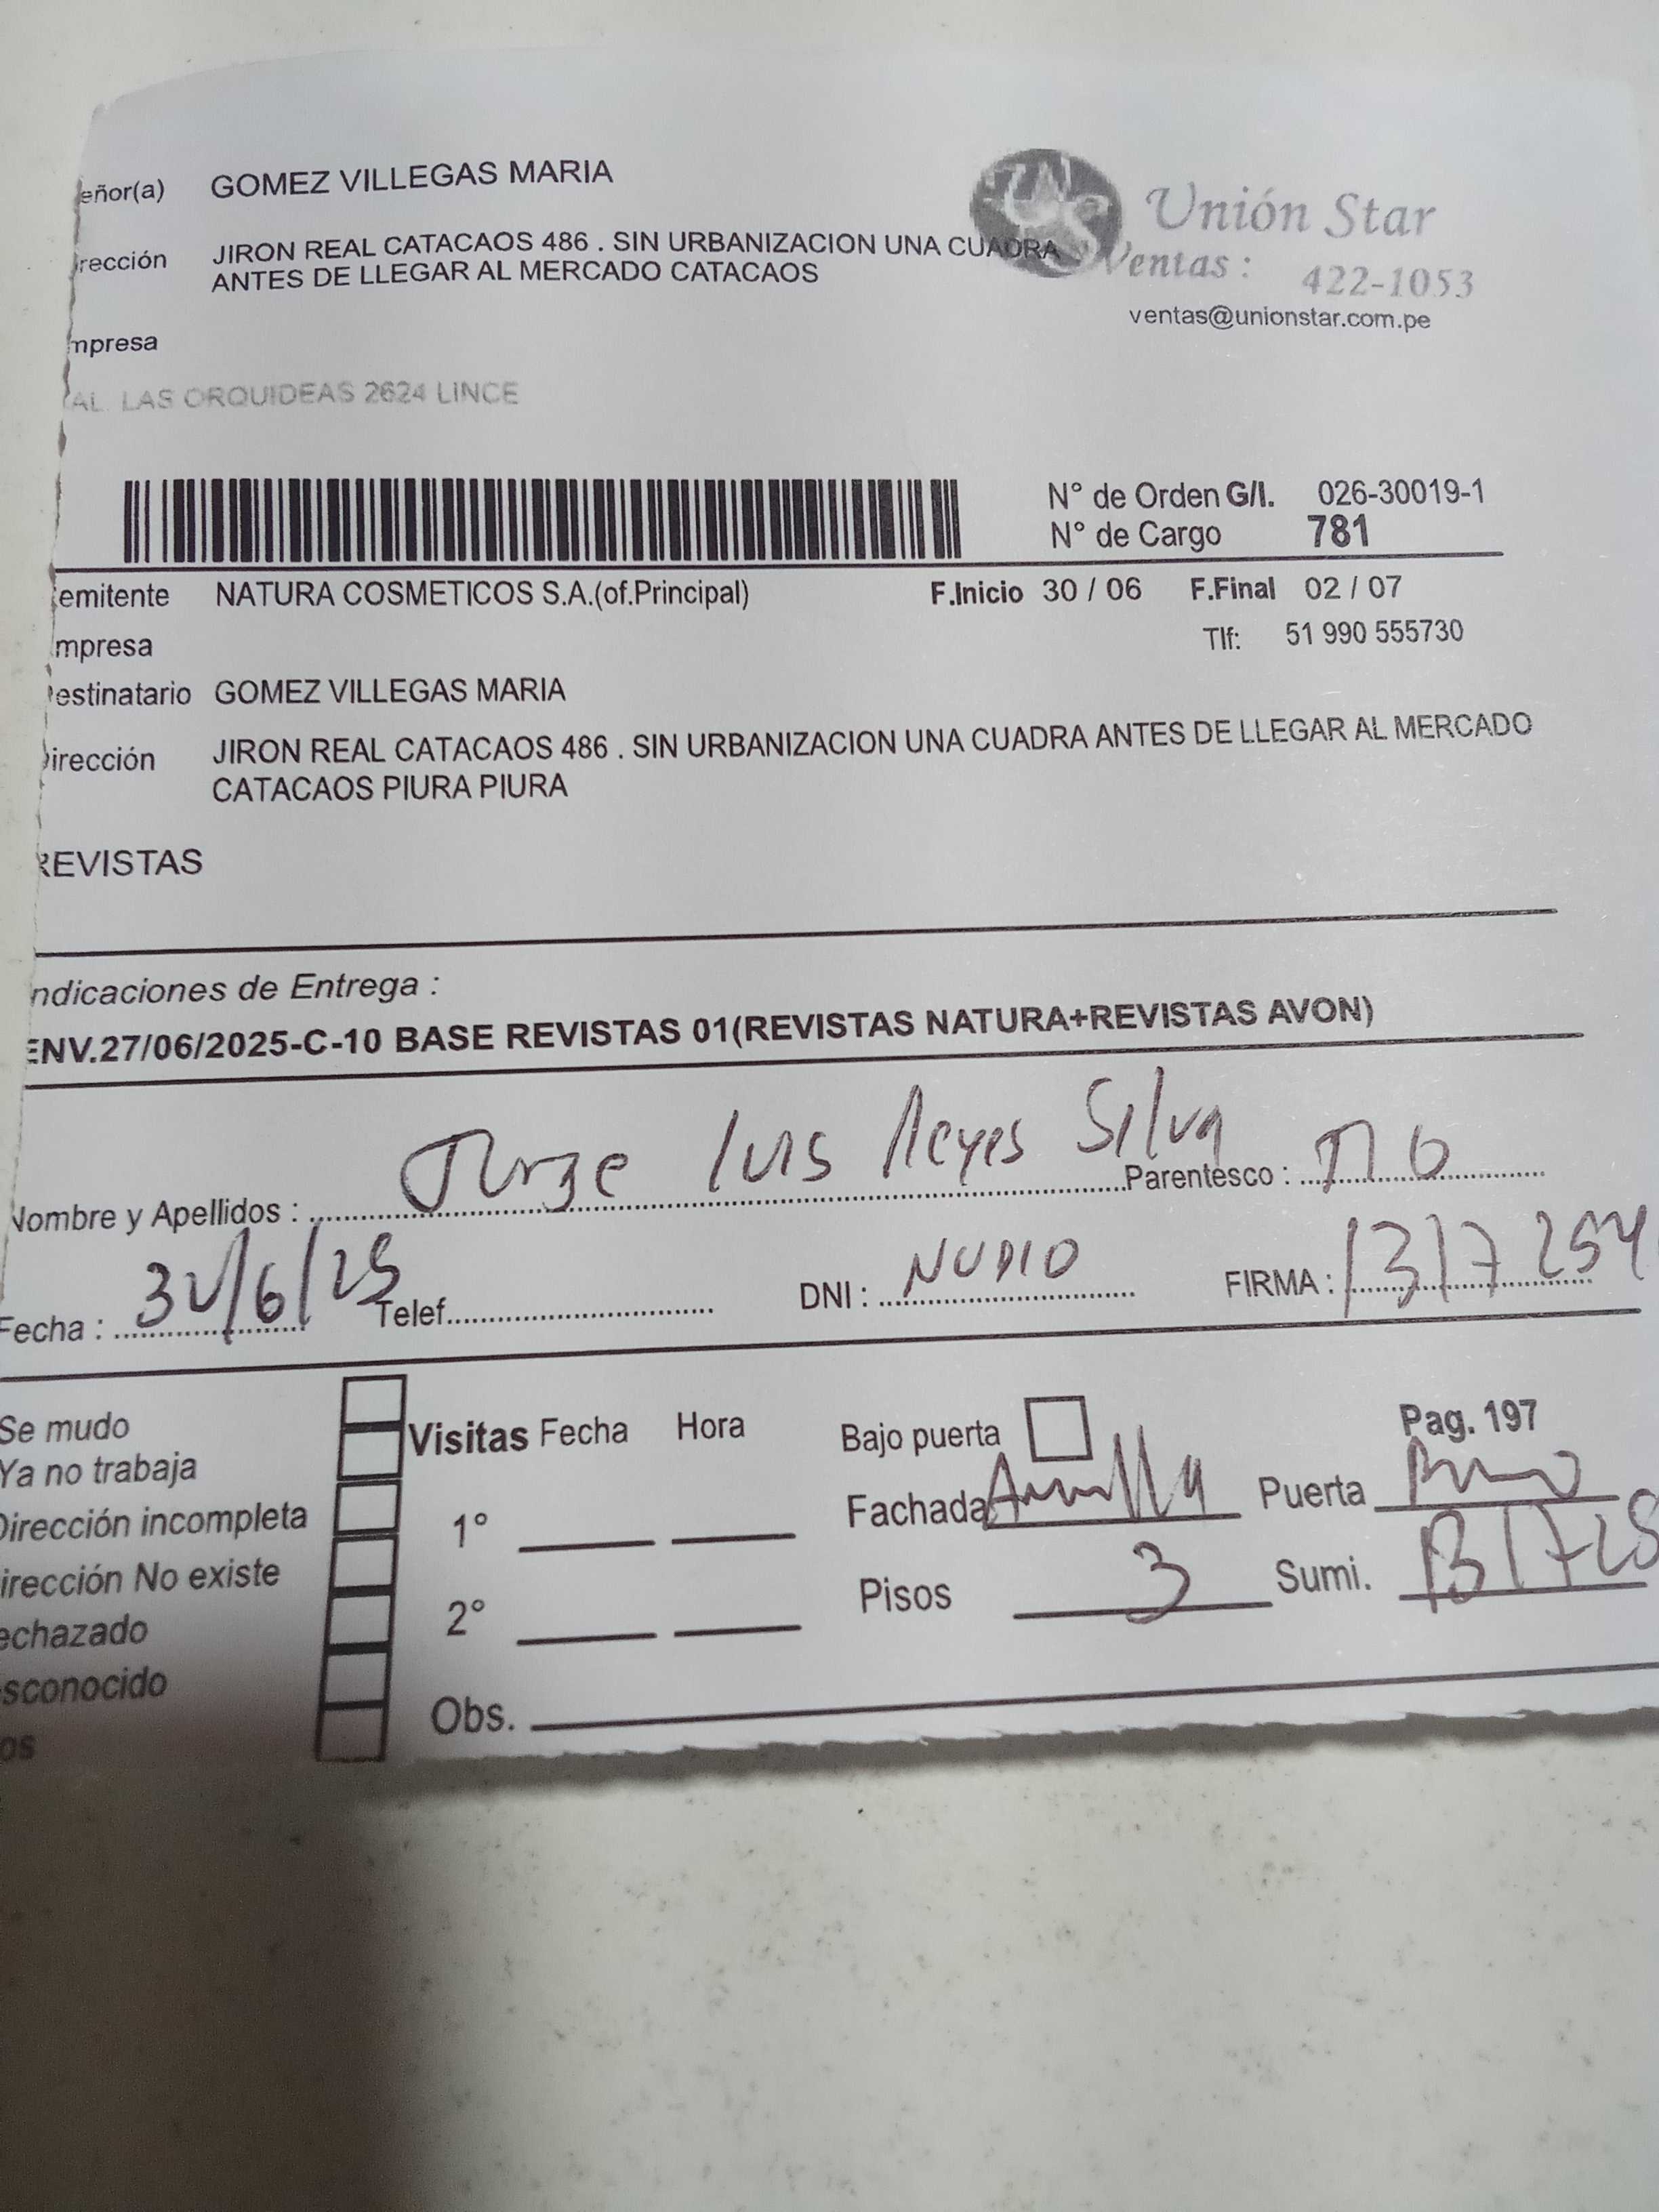 eñor(a) GOMEZ VILLEGAS MARIA
irección JIRON REAL CATACAOS 486 . SIN URBANIZACION UNA CUADRA
ANTES DE LLEGAR AL MERCADO CATACAOS
Unión Star
Ventas : 422-1053
ventas@unionstar.com.pe
mpresa
AL. LAS ORQUIDEAS 2624 LINCE
N° de Orden G/I. 026-30019-1
N° de Cargo 781
emitente NATURA COSMETICOS S.A.(of.Principal) F.Inicio 30 / 06 F.Final 02 / 07
mpresa Tlf: 51 990 555730
estinatario GOMEZ VILLEGAS MARIA
irección JIRON REAL CATACAOS 486 . SIN URBANIZACION UNA CUADRA ANTES DE LLEGAR AL MERCADO
CATACAOS PIURA PIURA
REVISTAS
ndicaciones de Entrega :
ENV.27/06/2025-C-10 BASE REVISTAS 01(REVISTAS NATURA+REVISTAS AVON)
Nombre y Apellidos : Jorge Luis Reyes Silva Parentesco :
Fecha : 30/6/25 Telef. DNI : NUDIO FIRMA :
Se mudo
Ya no trabaja
Dirección incompleta
irección No existe
echazado
sconocido
os
Visitas Fecha Hora
1°
2°
Obs.
Bajo puerta Pag. 197
Fachada Puerta
Pisos 3 Sumi.